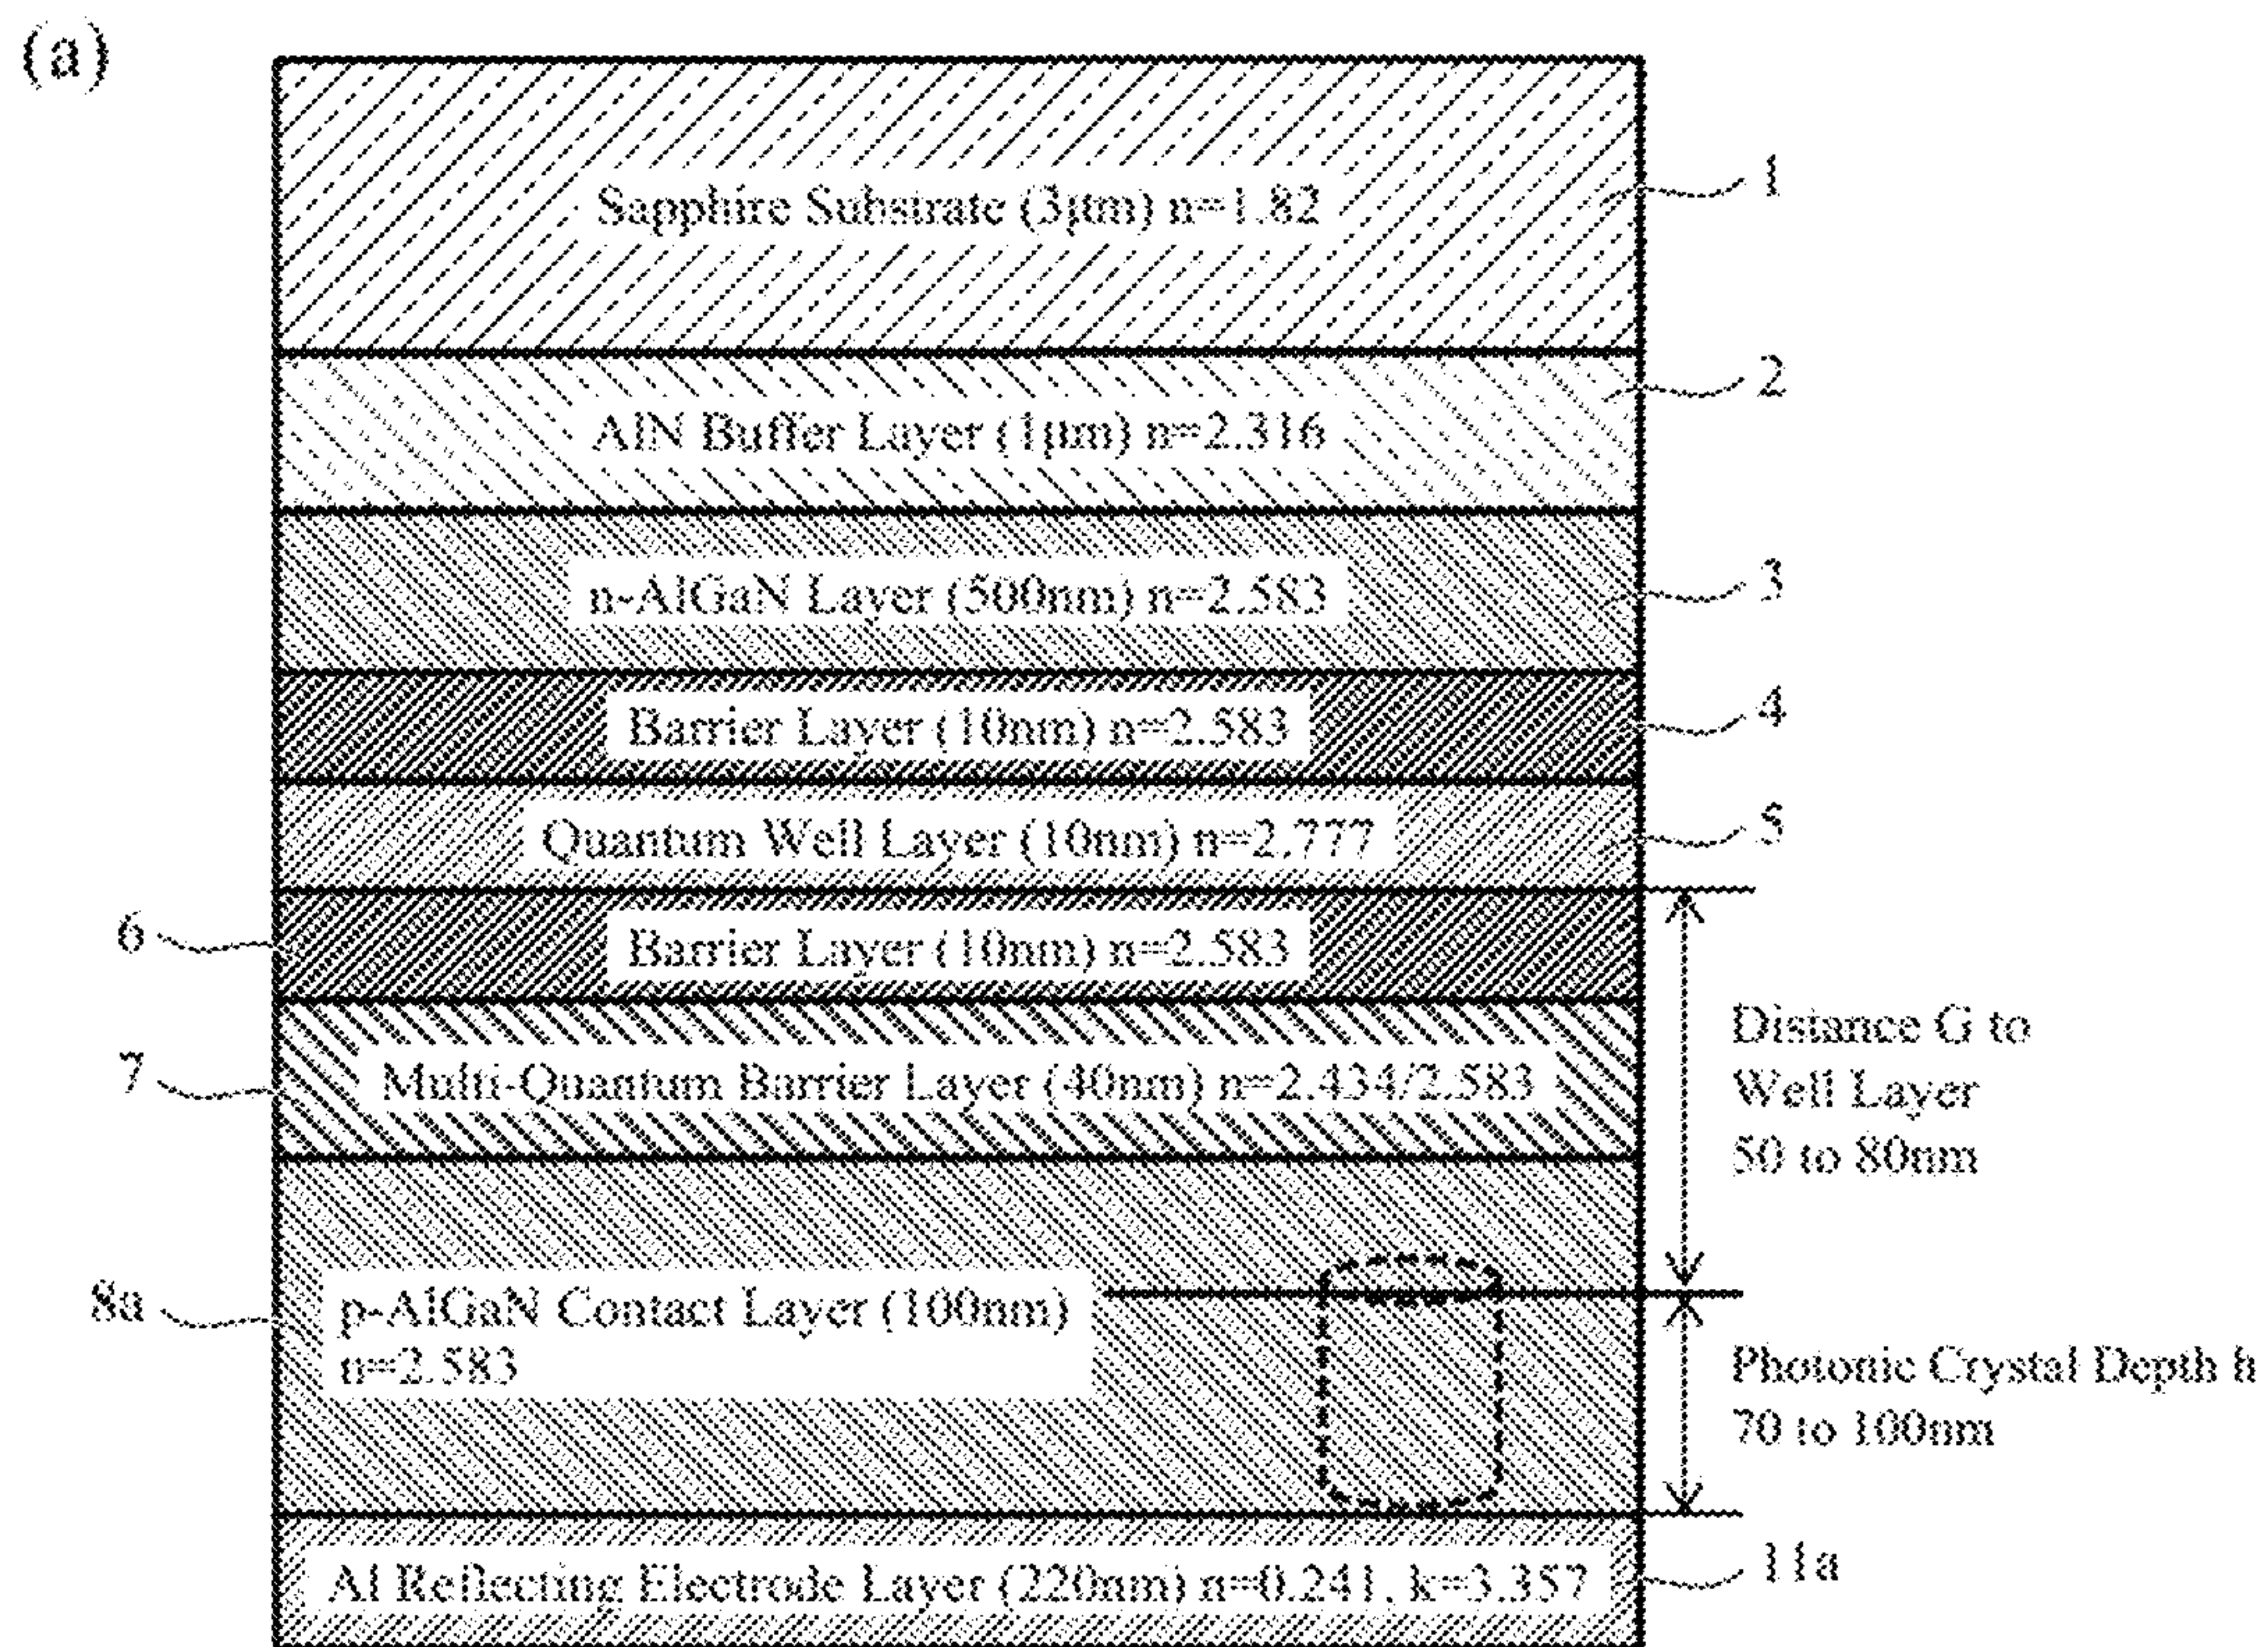 (a)
Sapphire Substrate (3μm) n=1.82
1
AlN Buffer Layer (1μm) n=2.316
2
n-AlGaN Layer (500nm) n=2.583
3
Barrier Layer (10nm) n=2.583
4
Quantum Well Layer (10nm) n=2.777
5
6
Barrier Layer (10nm) n=2.583
7
Multi-Quantum Barrier Layer (40nm) n=2.434/2.583
Distance G to
Well Layer
50 to 80nm
8a
p-AlGaN Contact Layer (100nm)
n=2.583
Photonic Crystal Depth h
70 to 100nm
Al Reflecting Electrode Layer (220nm) n=0.241, k=3.357
11a